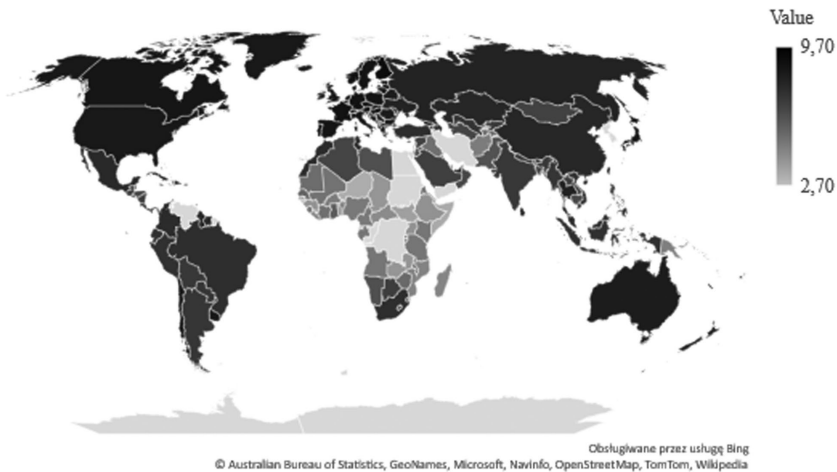 Value
9,70
2,70
Obsługiwane przez usługę Bing
© Australian Bureau of Statistics, GeoNames, Microsoft, Navinfo, OpenStreetMap, TomTom, Wikipedia